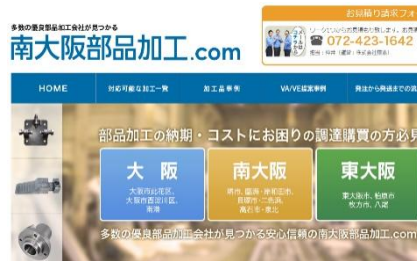 多数の優良部品加工会社が見つかる
南大阪部品加工.com
お見積り請求フォ
072-423-1642
HOME
対応可能な加工一覧
加工品事例
VA/VE提案事例
発注から発送までの流
部品加工の納期・コストにお困りの調達購買の方必見
大 阪
大阪市此花区、
大阪市西淀川区、
南大阪
東大阪
東大阪市、柏原市
枚方市、八尾
多数の優良部品加工会社が見つかる安心信頼の南大阪部品加工.com